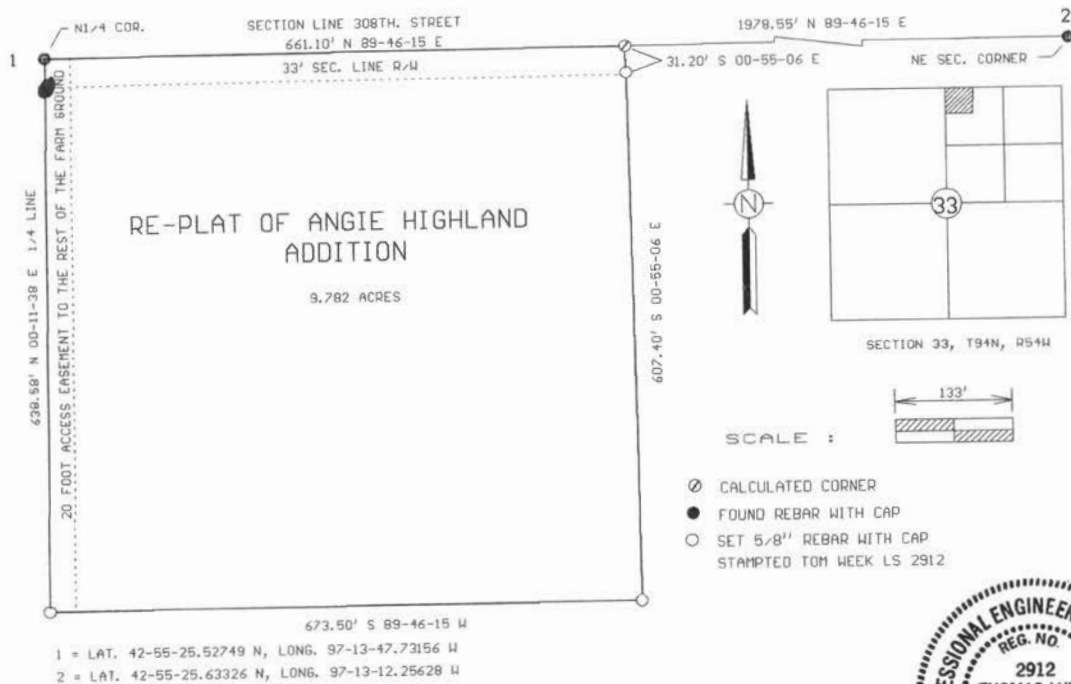 N1/4 COR.
SECTION LINE 308TH. STREET
1978.55' N 89-46-15 E
2
661.10' N 89-46-15 E
1
33' SEC. LINE R/W
31.20' S 00-55-06 E
NE SEC. CORNER
638.58' N 00-11-38 E 1/4 LINE
20 FOOT ACCESS EASEMENT TO THE REST OF THE FARM GROUND
RE-PLAT OF ANGIE HIGHLAND
ADDITION
9.782 ACRES
607.40' S 00-55-06 E
N
33
SECTION 33, T94N, R54W
133'
SCALE :
CALCULATED CORNER
FOUND REBAR WITH CAP
SET 5/8'' REBAR WITH CAP
STAMPTED TOM WEEK LS 2912
673.50' S 89-46-15 W
1 = LAT. 42-55-25.52749 N, LONG. 97-13-47.73156 W
2 = LAT. 42-55-25.63326 N, LONG. 97-13-12.25628 W
REG. NO.
2912